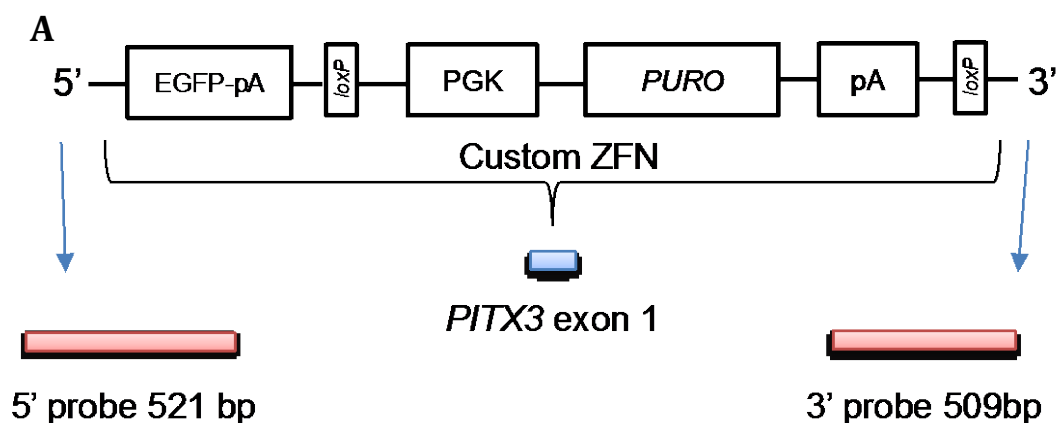 A
5’ EGFP-pA loxP PGK PURO pA loxP 3’
Custom ZFN
PITX3 exon 1
5’ probe 521 bp 3’ probe 509bp